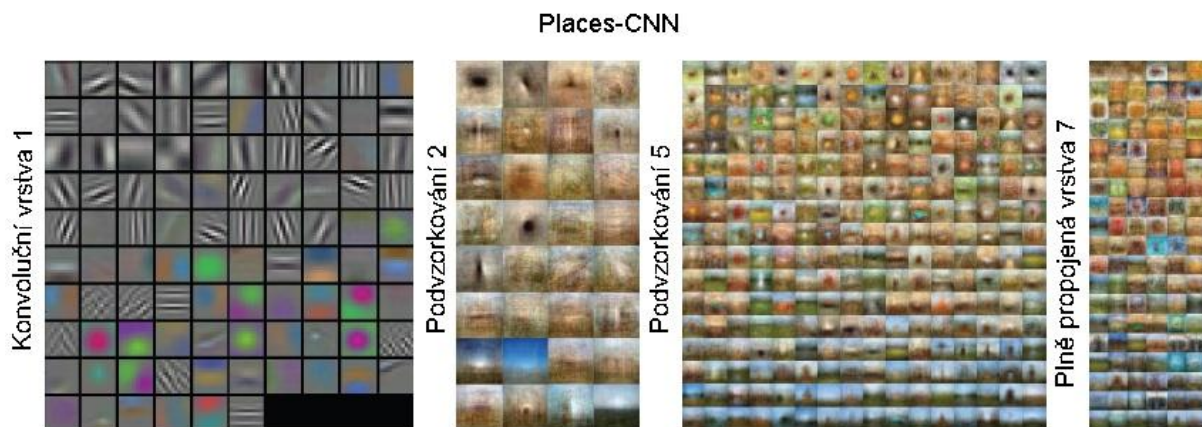 Places-CNN
Konvoluční vrstva 1
Podvzorkování 2
Podvzorkování 5
Plně propojená vrstva 7